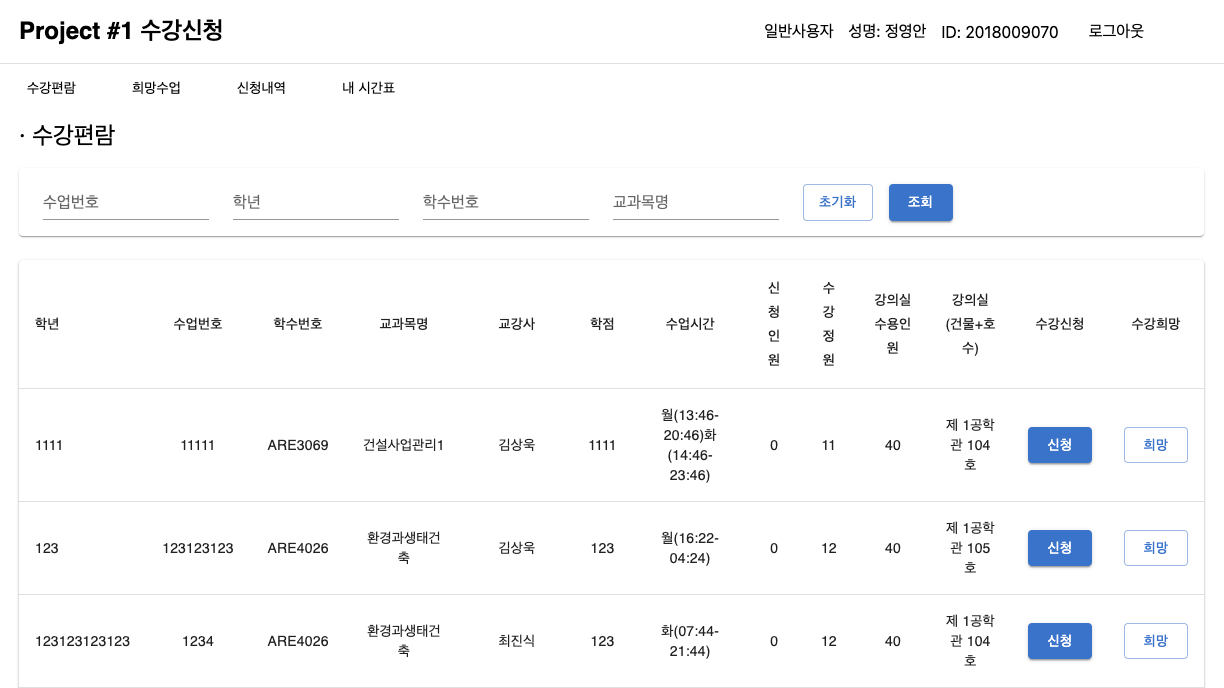 Project #1 수강신청
일반사용자 성명: 정영안 ID: 2018009070 로그아웃
수강편람 희망수업 신청내역 내 시간표
· 수강편람
수업번호 학년 학수번호 교과목명 초기화 조회
학년
수업번호
학수번호
교과목명
교강사
학점
수업시간
신
청
인
원
수
강
정
원
강의실
수용인
원
강의실
(건물+호
수)
수강신청
수강희망
1111
11111
ARE3069
건설사업관리1
김상욱
1111
월(13:46-
20:46)화
(14:46-
23:46)
0
11
40
제 1공학
관 104
호
신청
희망
123
123123123
ARE4026
환경과생태건
축
김상욱
123
월(16:22-
04:24)
0
12
40
제 1공학
관 105
호
신청
희망
123123123123
1234
ARE4026
환경과생태건
축
최진식
123
화(07:44-
21:44)
0
12
40
제 1공학
관 104
호
신청
희망